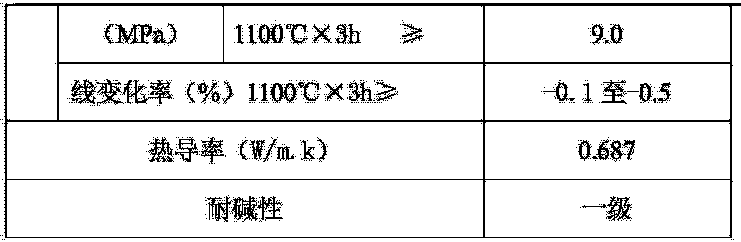 （MPa） 1100℃×3h ≥ 9.0
线变化率（%）1100℃×3h≥ -0.1至-0.5
热导率（W/m.k） 0.687
耐碱性 一级